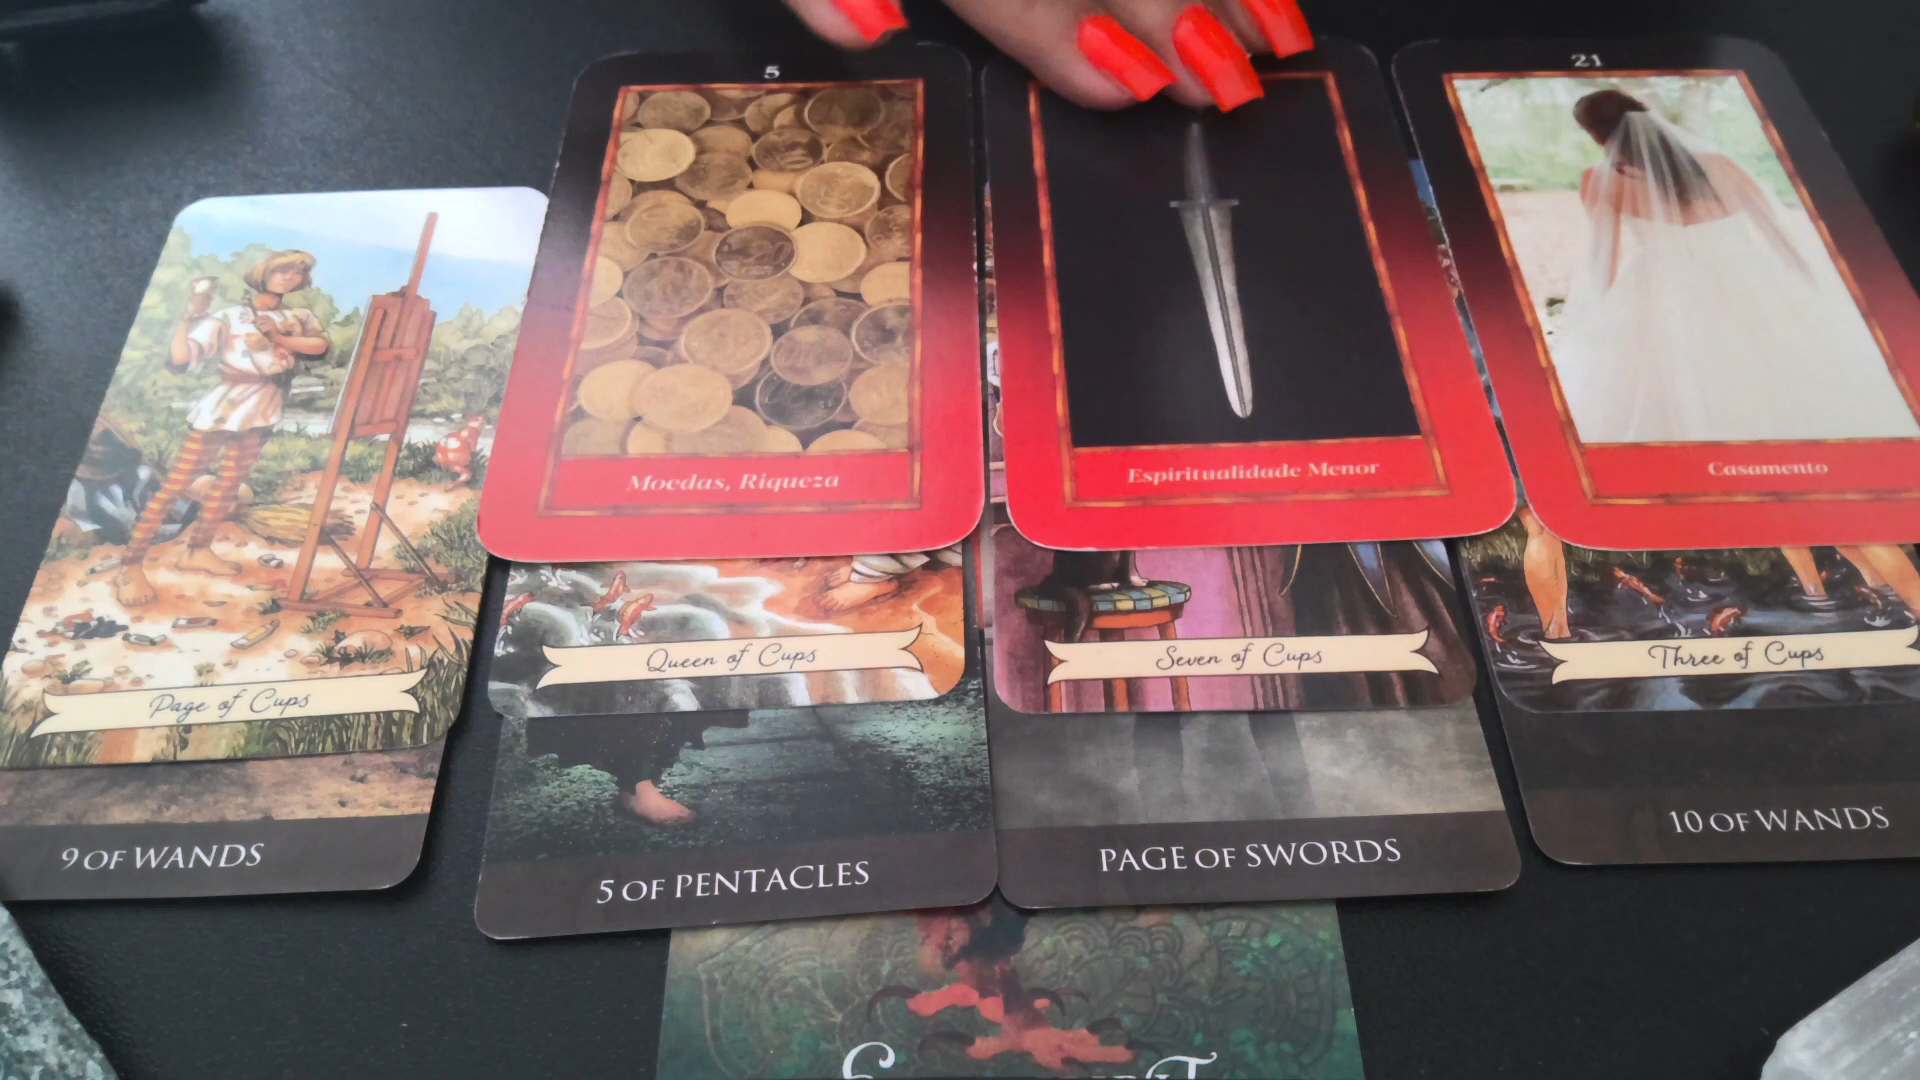 5
21
Moedas, Riqueza
Espiritualidade Menor
Casamento
Page of Cups
Queen of Cups
Seven of Cups
Three of Cups
9 OF WANDS
5 OF PENTACLES
PAGE OF SWORDS
10 OF WANDS